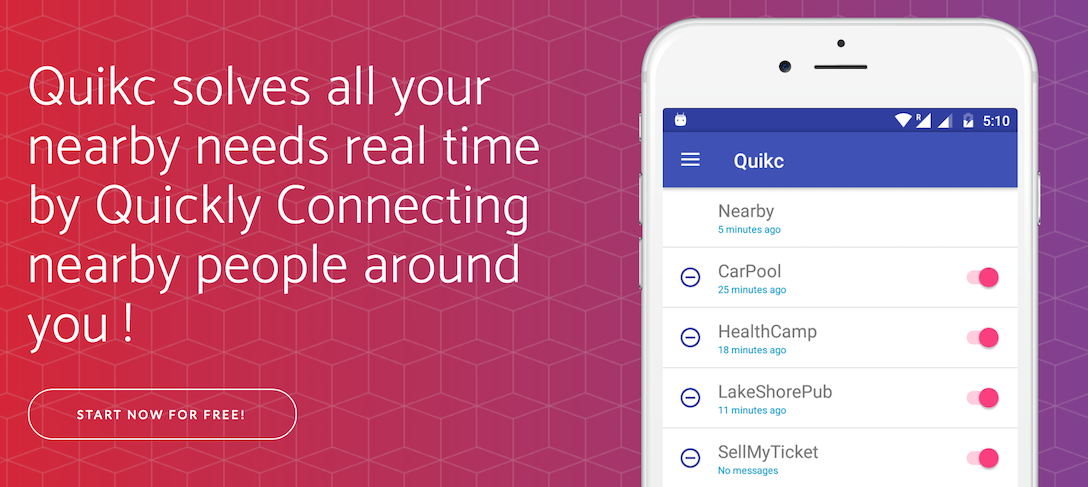 Quikc solves all your
nearby needs real time
by Quickly Connecting
nearby people around
you !
START NOW FOR FREE!
R
5:10
Quikc
Nearby
5 minutes ago
CarPool
25 minutes ago
HealthCamp
18 minutes ago
LakeShorePub
11 minutes ago
SellMyTicket
No messages